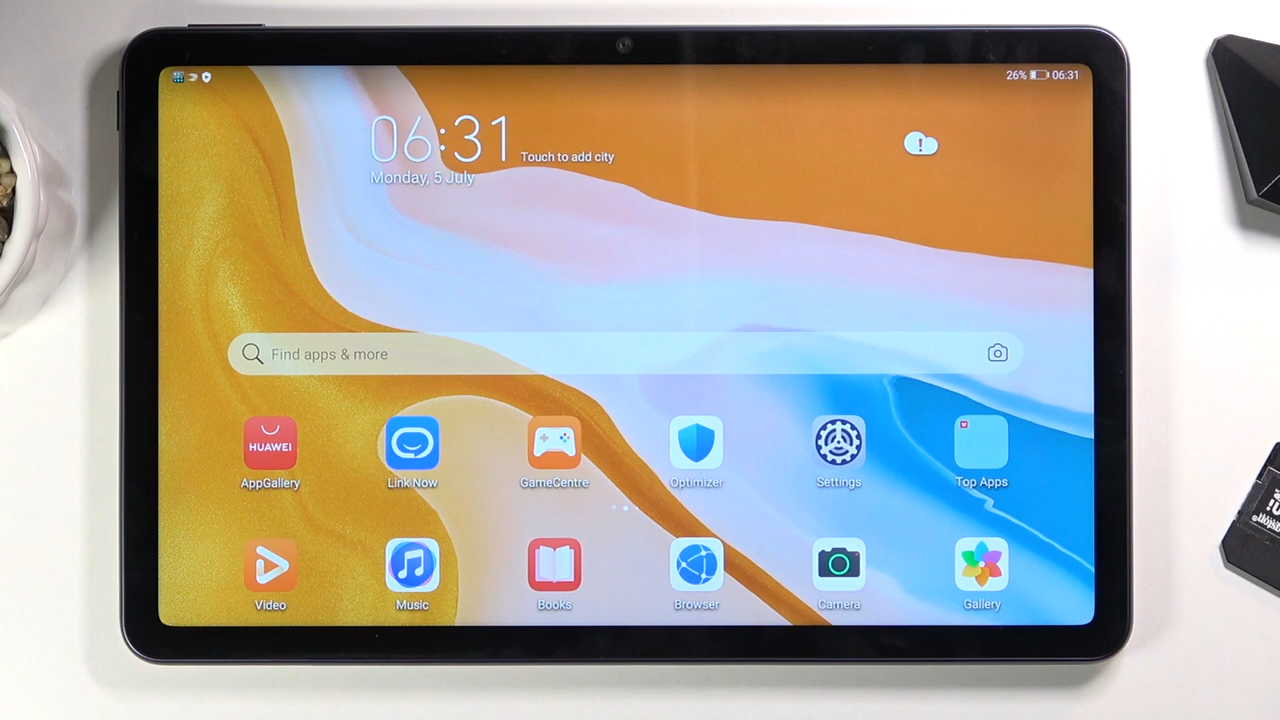 26% 06:31
06:31 Touch to add city
Monday, 5 July
Find apps & more
HUAWEI
AppGallery Link Now GameCentre Optimizer Settings Top Apps
Video Music Books Browser Camera Gallery